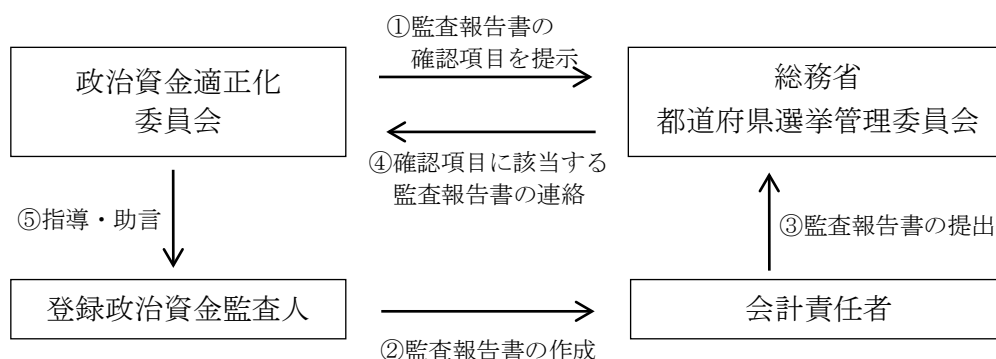 ①監査報告書の
確認項目を提示
政治資金適正化
委員会
総務省
都道府県選挙管理委員会
④確認項目に該当する
監査報告書の連絡
⑤指導・助言
③監査報告書の提出
登録政治資金監査人
会計責任者
②監査報告書の作成